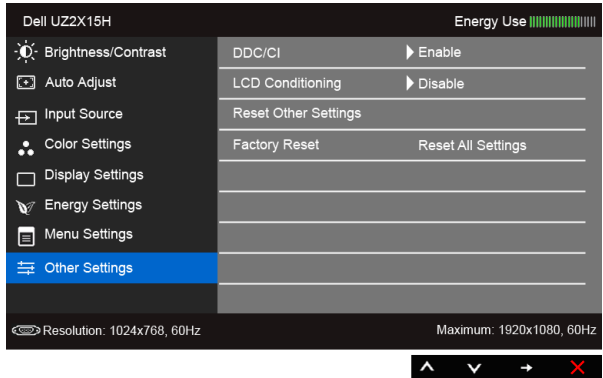 Dell UZ2X15H Energy Use
Brightness/Contrast DDC/CI Enable
Auto Adjust LCD Conditioning Disable
Input Source Reset Other Settings
Color Settings Factory Reset Reset All Settings
Display Settings
Energy Settings
Menu Settings
Other Settings
Resolution: 1024x768, 60Hz Maximum: 1920x1080, 60Hz